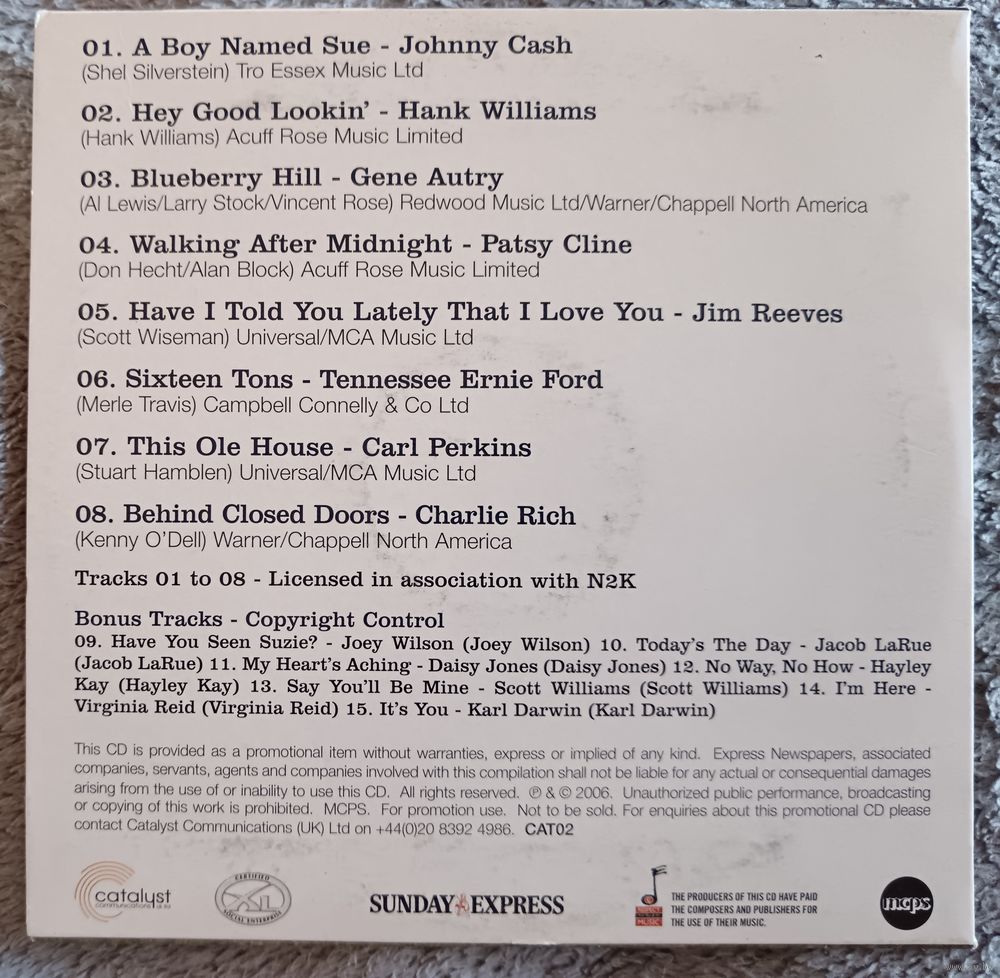 01. A Boy Named Sue - Johnny Cash
(Shel Silverstein) Tro Essex Music Ltd
02. Hey Good Lookin' - Hank Williams
(Hank Williams) Acuff Rose Music Limited
03. Blueberry Hill - Gene Autry
(Al Lewis/Larry Stock/Vincent Rose) Redwood Music Ltd/Warner/Chappell North America
04. Walking After Midnight - Patsy Cline
(Don Hecht/Alan Block) Acuff Rose Music Limited
05. Have I Told You Lately That I Love You - Jim Reeves
(Scott Wiseman) Universal/MCA Music Ltd
06. Sixteen Tons - Tennessee Ernie Ford
(Merle Travis) Campbell Connelly & Co Ltd
07. This Ole House - Carl Perkins
(Stuart Hamblen) Universal/MCA Music Ltd
08. Behind Closed Doors - Charlie Rich
(Kenny O'Dell) Warner/Chappell North America
Tracks 01 to 08 - Licensed in association with N2K
Bonus Tracks - Copyright Control
09. Have You Seen Suzie? - Joey Wilson (Joey Wilson) 10. Today's The Day - Jacob LaRue
(Jacob LaRue) 11. My Heart's Aching - Daisy Jones (Daisy Jones) 12. No Way, No How - Hayley
Kay (Hayley Kay) 13. Say You'll Be Mine - Scott Williams (Scott Williams) 14. I'm Here -
Virginia Reid (Virginia Reid) 15. It's You - Karl Darwin (Karl Darwin)
This CD is provided as a promotional item without warranties, express or implied of any kind. Express Newspapers, associated
companies, servants, agents and companies involved with this compilation shall not be liable for any actual or consequential damages
arising from the use of or inability to use this CD. All rights reserved. ℗ & © 2006. Unauthorized public performance, broadcasting
or copying of this work is prohibited. MCPS. For promotion use. Not to be sold. For enquiries about this promotional CD please
contact Catalyst Communications (UK) Ltd on +44(0)20 8392 4986. CAT02
catalyst
communications
CERTIFIED
SOCIAL ENTERPRISE
SUNDAY EXPRESS
MUSIC
THE PRODUCERS OF THIS CD HAVE PAID
THE COMPOSERS AND PUBLISHERS FOR
THE USE OF THEIR MUSIC.
mcps